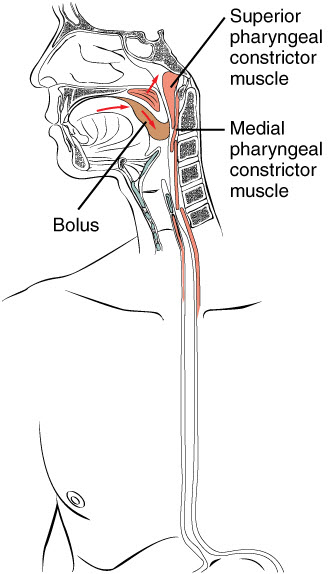 Superior
pharyngeal
constrictor
muscle
Medial
pharyngeal
constrictor
muscle
Bolus